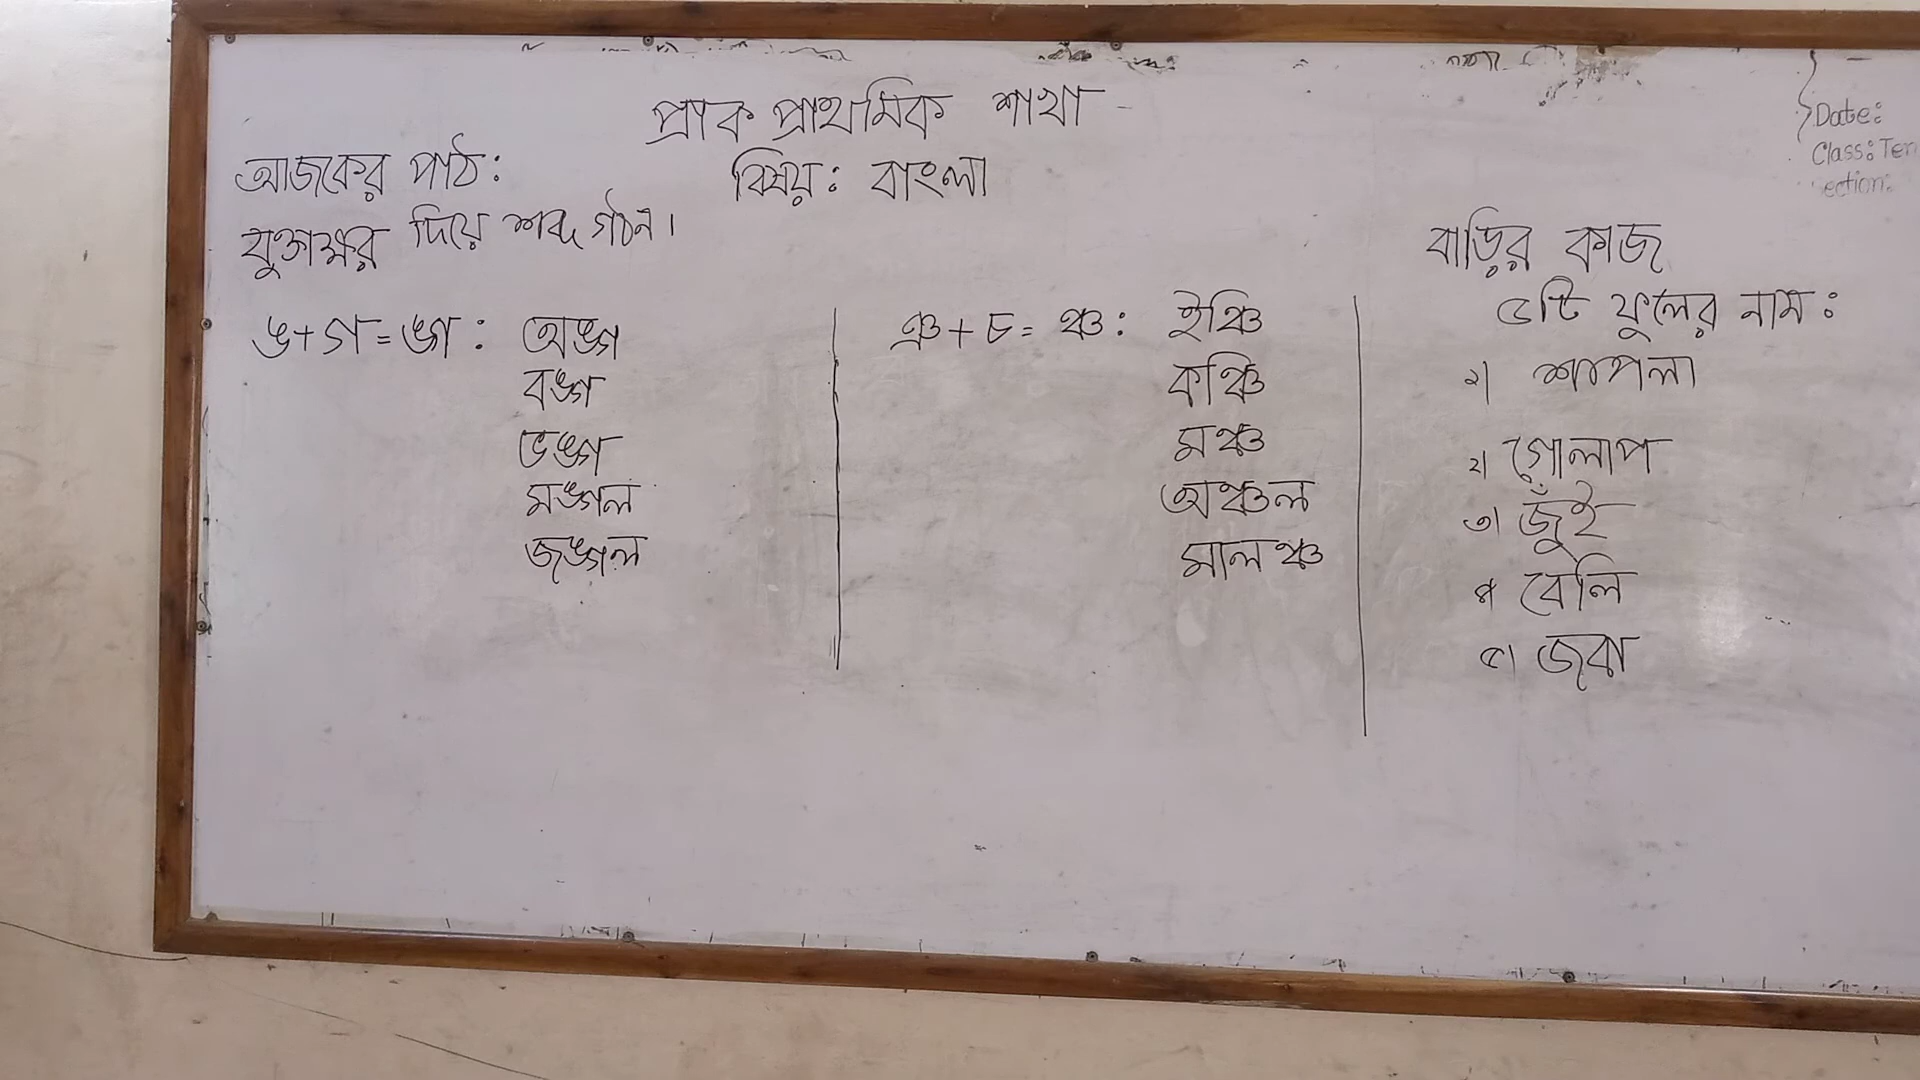 প্রাক প্রাথমিক শাখা
বিষয়: বাংলা
আজকের পাঠ:
যুক্তাক্ষর দিয়ে শব্দ গঠন।
ঙ+গ=ঙ্গ: অঙ্গ
বঙ্গ
ভঙ্গ
মঙ্গল
জঙ্গল
ঞ+চ=ঞ্চ: ইঞ্চি
কঞ্চি
মঞ্চ
অঞ্চল
মালঞ্চ
বাড়ির কাজ
৫টি ফুলের নাম:
১। শাপলা
২। গোলাপ
৩। জুঁই
৪। বেলি
৫। জবা
Date:
Class: Ten
ection: